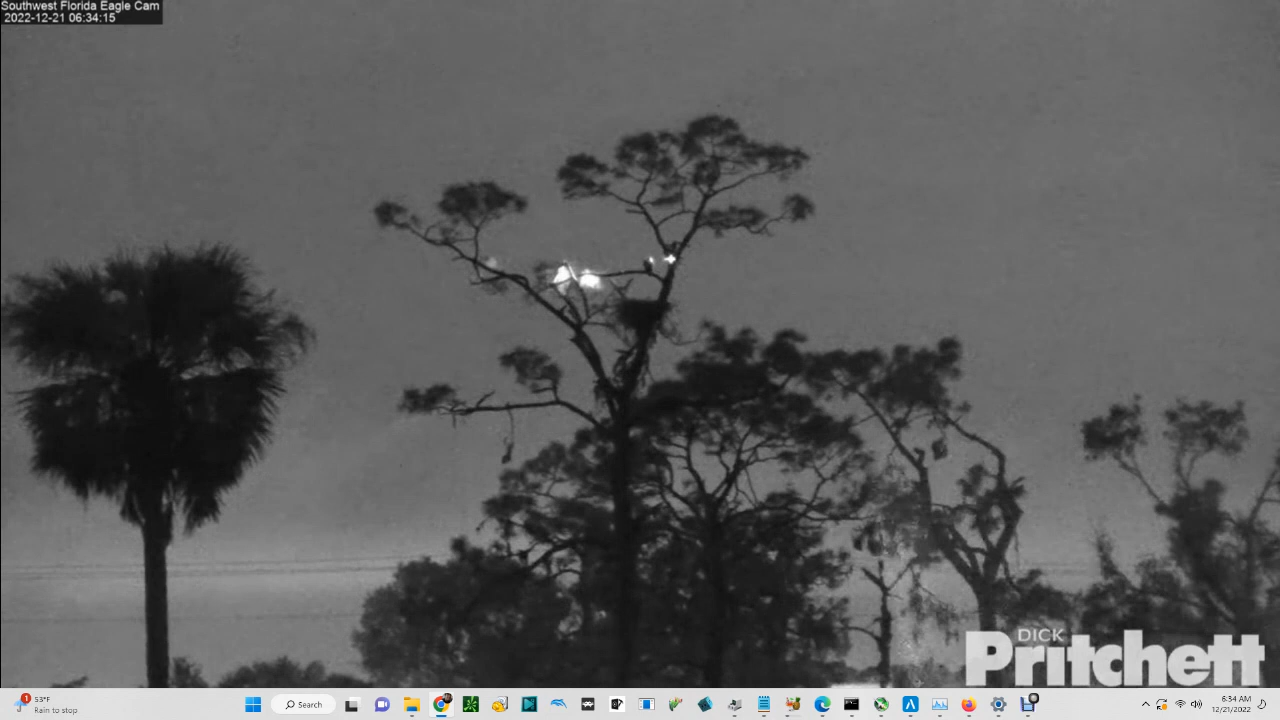 Southwest Florida Eagle Cam
2022-12-21 06:34:15
DICK
Pritchett
1
53°F
Rain to stop
Search
6:34 AM
12/21/2022